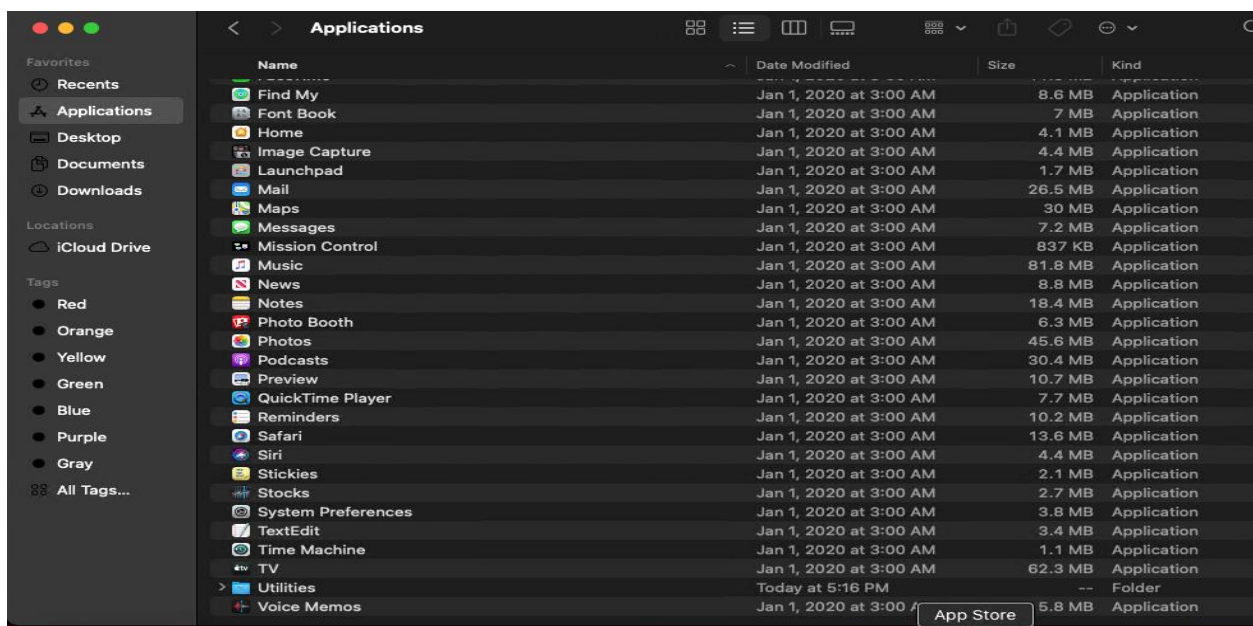 Applications
Favorites
Recents
Applications
Desktop
Documents
Downloads
Locations
iCloud Drive
Tags
Red
Orange
Yellow
Green
Blue
Purple
Gray
All Tags...
Name Date Modified Size Kind
Find My Jan 1, 2020 at 3:00 AM 8.6 MB Application
Font Book Jan 1, 2020 at 3:00 AM 7 MB Application
Home Jan 1, 2020 at 3:00 AM 4.1 MB Application
Image Capture Jan 1, 2020 at 3:00 AM 4.4 MB Application
Launchpad Jan 1, 2020 at 3:00 AM 1.7 MB Application
Mail Jan 1, 2020 at 3:00 AM 26.5 MB Application
Maps Jan 1, 2020 at 3:00 AM 30 MB Application
Messages Jan 1, 2020 at 3:00 AM 7.2 MB Application
Mission Control Jan 1, 2020 at 3:00 AM 837 KB Application
Music Jan 1, 2020 at 3:00 AM 81.8 MB Application
News Jan 1, 2020 at 3:00 AM 8.8 MB Application
Notes Jan 1, 2020 at 3:00 AM 18.4 MB Application
Photo Booth Jan 1, 2020 at 3:00 AM 6.3 MB Application
Photos Jan 1, 2020 at 3:00 AM 45.6 MB Application
Podcasts Jan 1, 2020 at 3:00 AM 30.4 MB Application
Preview Jan 1, 2020 at 3:00 AM 10.7 MB Application
QuickTime Player Jan 1, 2020 at 3:00 AM 7.7 MB Application
Reminders Jan 1, 2020 at 3:00 AM 10.2 MB Application
Safari Jan 1, 2020 at 3:00 AM 13.6 MB Application
Siri Jan 1, 2020 at 3:00 AM 4.4 MB Application
Stickies Jan 1, 2020 at 3:00 AM 2.1 MB Application
Stocks Jan 1, 2020 at 3:00 AM 2.7 MB Application
System Preferences Jan 1, 2020 at 3:00 AM 3.8 MB Application
TextEdit Jan 1, 2020 at 3:00 AM 3.4 MB Application
Time Machine Jan 1, 2020 at 3:00 AM 1.1 MB Application
TV Jan 1, 2020 at 3:00 AM 62.3 MB Application
Utilities Today at 5:16 PM -- Folder
Voice Memos Jan 1, 2020 at 3:00 5.8 MB Application
App Store